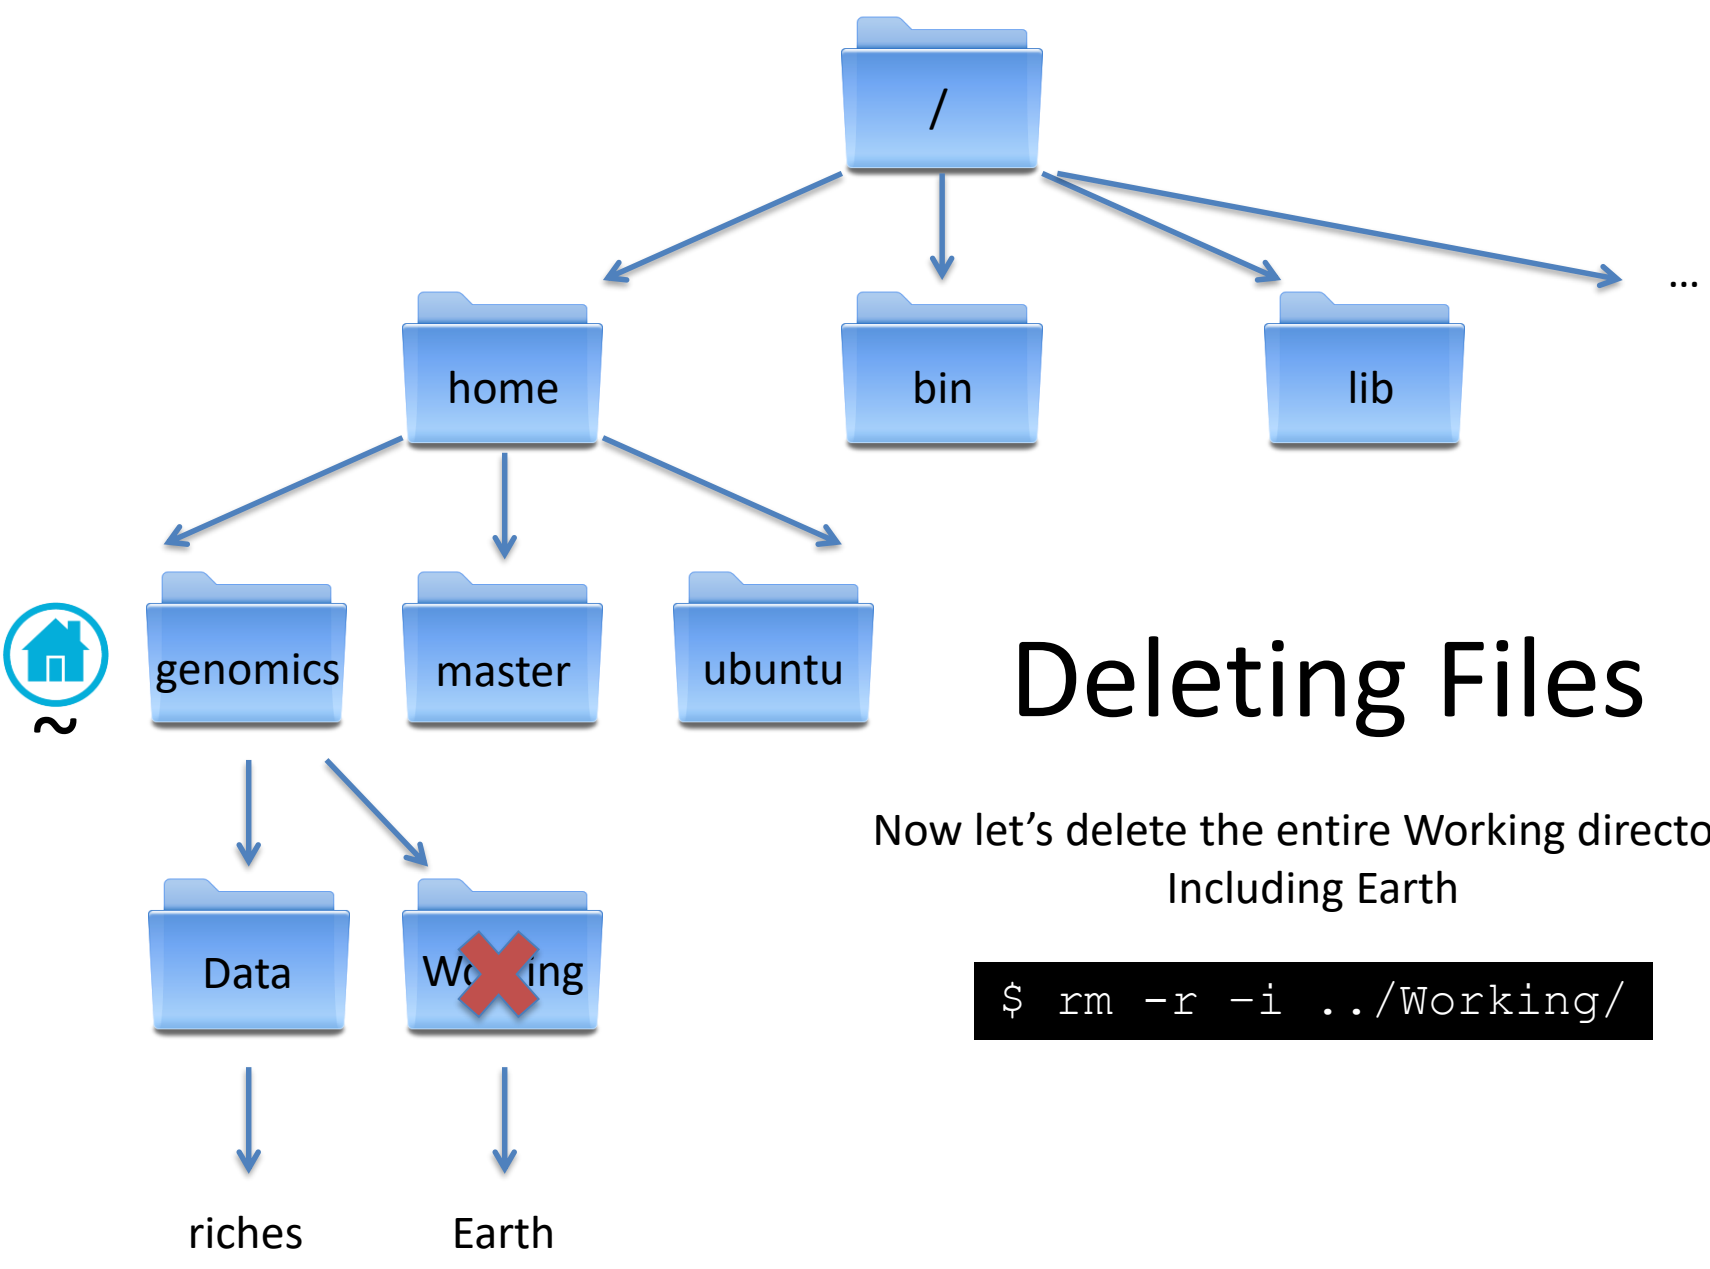 /
...
home
bin
lib
genomics
master
ubuntu
~
Deleting Files
Now let’s delete the entire Working directo
Including Earth
Data
$ rm -r –i ../Working/
riches
Earth